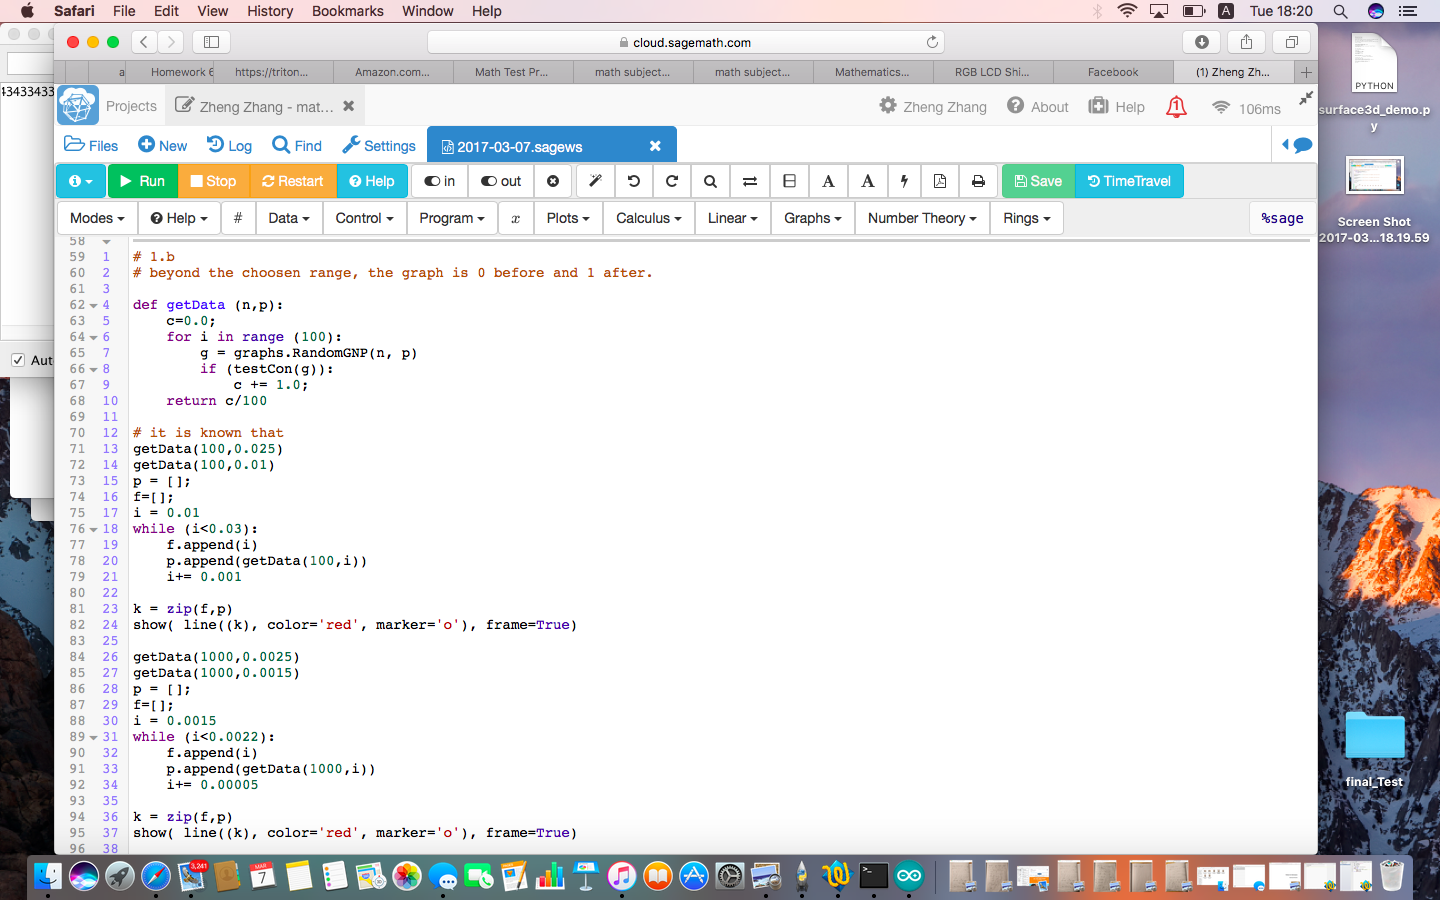 Safari File Edit View History Bookmarks Window Help Tue 18:20
cloud.sagemath.com
a Homework 6 https://triton... Amazon.com... Math Test Pr... math subject... math subject... Mathematics... RGB LCD Shi... Facebook (1) Zheng Zh...
Projects Zheng Zhang - mat... Zheng Zhang About Help 1 106ms
Files New Log Find Settings 2017-03-07.sagews
Run Stop Restart Help in out A A Save TimeTravel
Modes Help # Data Control Program x Plots Calculus Linear Graphs Number Theory Rings %sage
58
59 1 # 1.b
60 2 # beyond the choosen range, the graph is 0 before and 1 after.
61 3
62 4 def getData (n,p):
63 5 c=0.0;
64 6 for i in range (100):
65 7 g = graphs.RandomGNP(n, p)
66 8 if (testCon(g)):
67 9 c += 1.0;
68 10 return c/100
69 11
70 12 # it is known that
71 13 getData(100,0.025)
72 14 getData(100,0.01)
73 15 p = [];
74 16 f=[];
75 17 i = 0.01
76 18 while (i<0.03):
77 19 f.append(i)
78 20 p.append(getData(100,i))
79 21 i+= 0.001
80 22
81 23 k = zip(f,p)
82 24 show( line((k), color='red', marker='o'), frame=True)
83 25
84 26 getData(1000,0.0025)
85 27 getData(1000,0.0015)
86 28 p = [];
87 29 f=[];
88 30 i = 0.0015
89 31 while (i<0.0022):
90 32 f.append(i)
91 33 p.append(getData(1000,i))
92 34 i+= 0.00005
93 35
94 36 k = zip(f,p)
95 37 show( line((k), color='red', marker='o'), frame=True)
96 38
43433433
Aut
PYTHON
surface3d_demo.p
y
Screen Shot
2017-03...18.19.59
final_Test
3,241
MAR
7